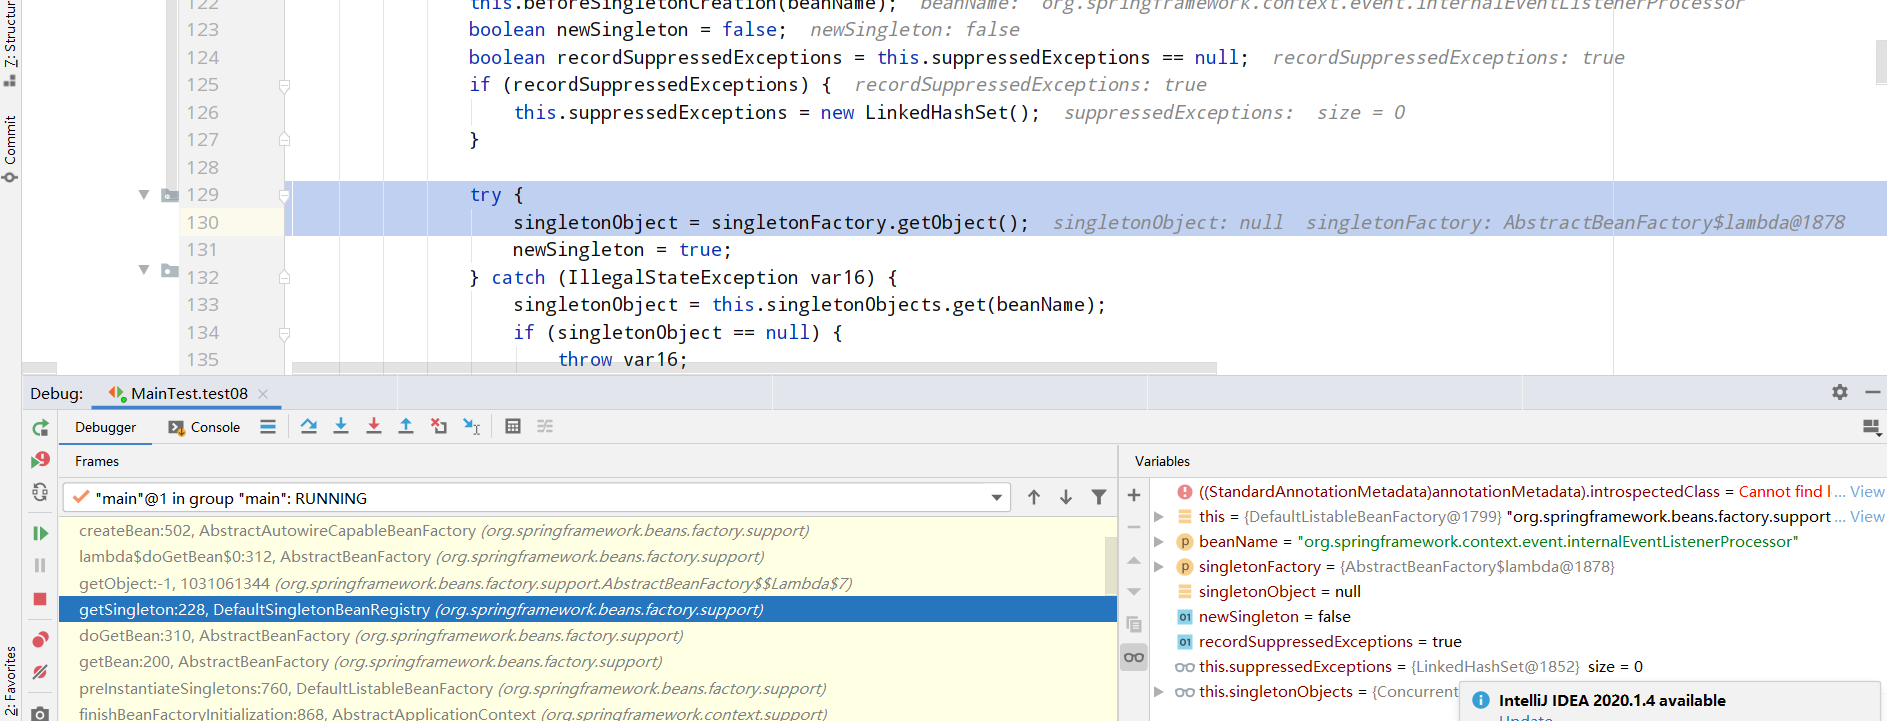 7: Structur
Commit
2: Favorites
122 this.beforeSingletonCreation(beanName); beanName: org.springframework.context.event.internalEventListenerProcessor
123 boolean newSingleton = false; newSingleton: false
124 boolean recordSuppressedExceptions = this.suppressedExceptions == null; recordSuppressedExceptions: true
125 if (recordSuppressedExceptions) { recordSuppressedExceptions: true
126 this.suppressedExceptions = new LinkedHashSet(); suppressedExceptions: size = 0
127 }
128
129 try {
130 singletonObject = singletonFactory.getObject(); singletonObject: null singletonFactory: AbstractBeanFactory$lambda@1878
131 newSingleton = true;
132 } catch (IllegalStateException var16) {
133 singletonObject = this.singletonObjects.get(beanName);
134 if (singletonObject == null) {
135 throw var16;
Debug: MainTest.test08
Debugger Console
Frames
"main"@1 in group "main": RUNNING
createBean:502, AbstractAutowireCapableBeanFactory (org.springframework.beans.factory.support)
lambda$doGetBean$0:312, AbstractBeanFactory (org.springframework.beans.factory.support)
getObject:-1, 1031061344 (org.springframework.beans.factory.support.AbstractBeanFactory$$Lambda$7)
getSingleton:228, DefaultSingletonBeanRegistry (org.springframework.beans.factory.support)
doGetBean:310, AbstractBeanFactory (org.springframework.beans.factory.support)
getBean:200, AbstractBeanFactory (org.springframework.beans.factory.support)
preInstantiateSingletons:760, DefaultListableBeanFactory (org.springframework.beans.factory.support)
finishBeanFactoryInitialization:868, AbstractApplicationContext (org.springframework.context.support)
Variables
((StandardAnnotationMetadata)annotationMetadata).introspectedClass = Cannot find l ... View
this = {DefaultListableBeanFactory@1799} "org.springframework.beans.factory.support ... View
beanName = "org.springframework.context.event.internalEventListenerProcessor"
singletonFactory = {AbstractBeanFactory$lambda@1878}
singletonObject = null
newSingleton = false
recordSuppressedExceptions = true
this.suppressedExceptions = {LinkedHashSet@1852} size = 0
this.singletonObjects = {Concurrent
IntelliJ IDEA 2020.1.4 available
Update